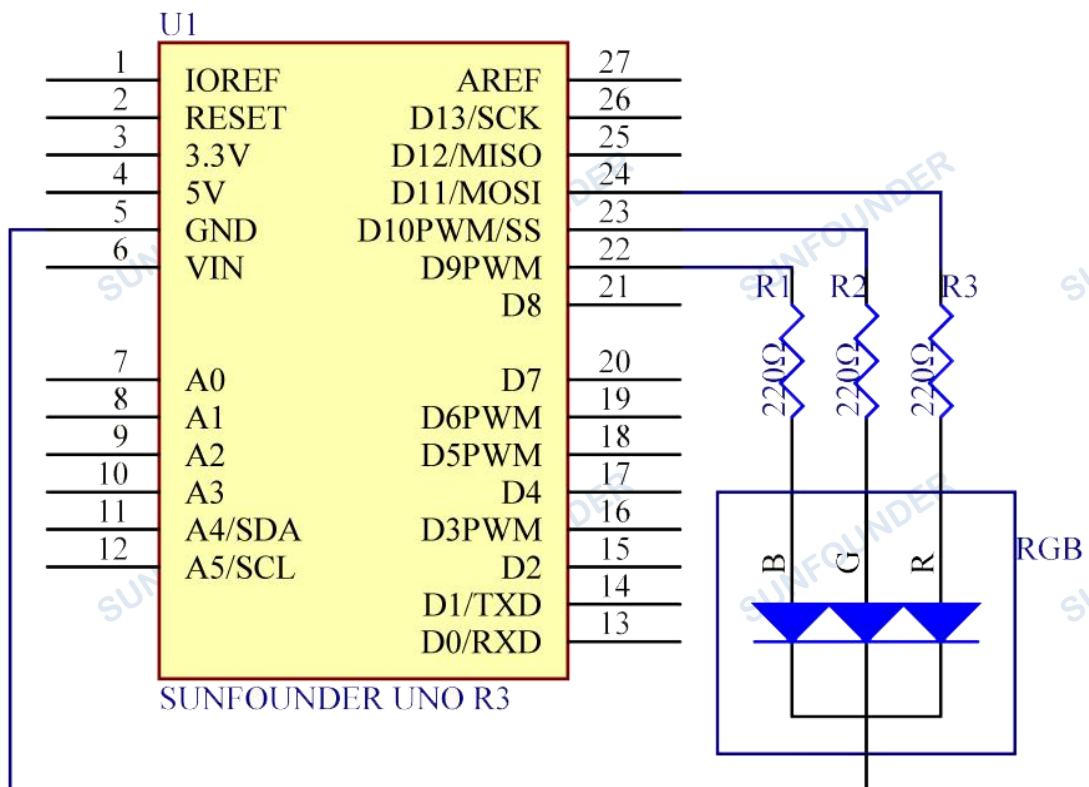 U1
1 IOREF AREF 27
2 RESET D13/SCK 26
3 3.3V D12/MISO 25
4 5V D11/MOSI 24
5 GND D10PWM/SS 23
6 VIN D9PWM 22
D8 21
7 A0 D7 20
8 A1 D6PWM 19
9 A2 D5PWM 18
10 A3 D4 17
11 A4/SDA D3PWM 16
12 A5/SCL D2 15
D1/TXD 14
D0/RXD 13
SUNFOUNDER UNO R3
R1 R2 R3
220Ω 220Ω 220Ω
B G R
RGB
SUNFOUNDER
SUNFOUNDER